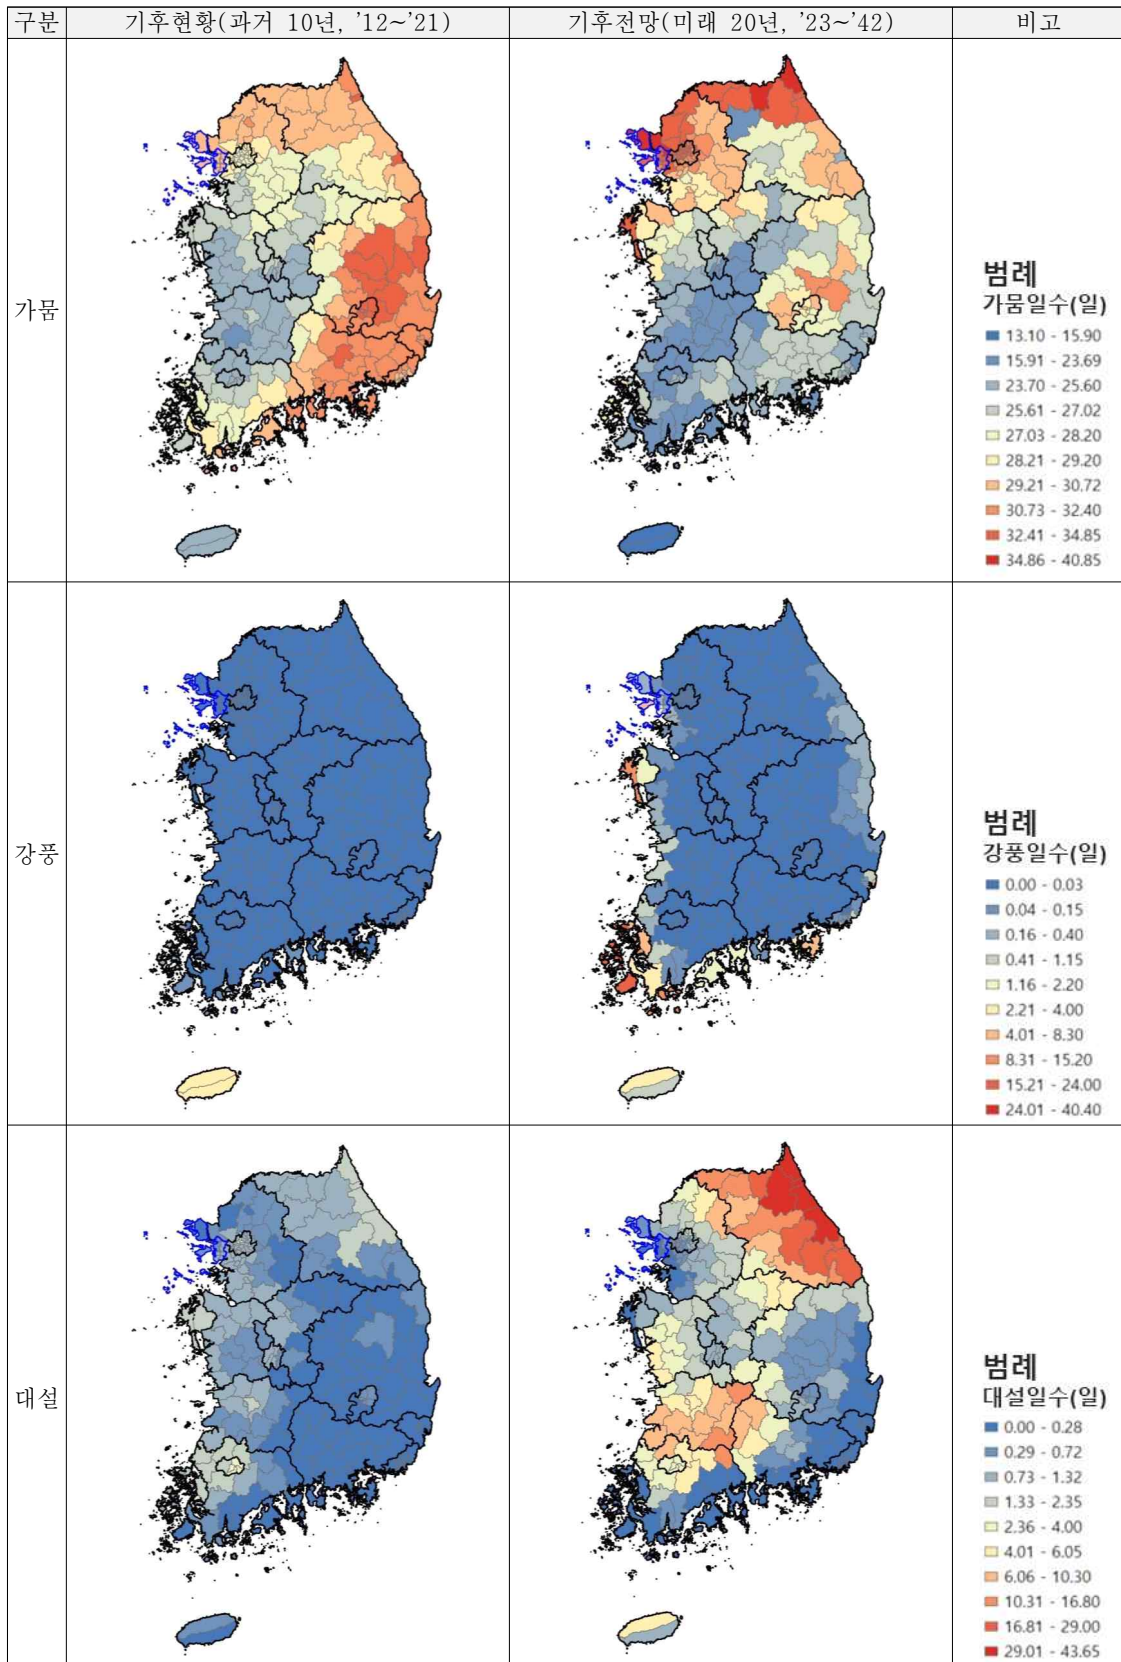 구분 기후현황(과거 10년, ’12~’21) 기후전망(미래 20년, ’23~’42) 비고
가뭄
범례
가뭄일수(일)
13.10 - 15.90
15.91 - 23.69
23.70 - 25.60
25.61 - 27.02
27.03 - 28.20
28.21 - 29.20
29.21 - 30.72
30.73 - 32.40
32.41 - 34.85
34.86 - 40.85
강풍
범례
강풍일수(일)
0.00 - 0.03
0.04 - 0.15
0.16 - 0.40
0.41 - 1.15
1.16 - 2.20
2.21 - 4.00
4.01 - 8.30
8.31 - 15.20
15.21 - 24.00
24.01 - 40.40
대설
범례
대설일수(일)
0.00 - 0.28
0.29 - 0.72
0.73 - 1.32
1.33 - 2.35
2.36 - 4.00
4.01 - 6.05
6.06 - 10.30
10.31 - 16.80
16.81 - 29.00
29.01 - 43.65